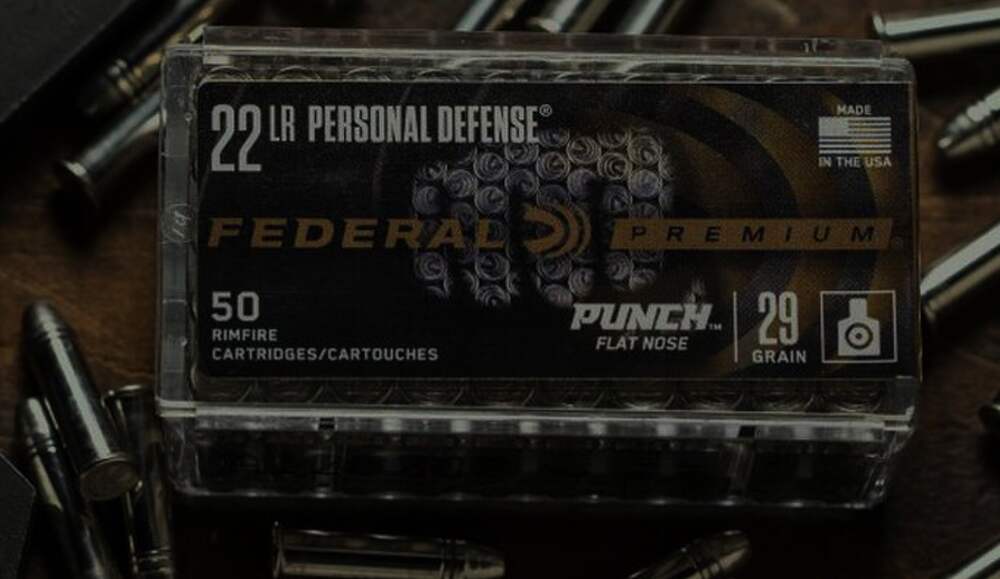 22 LR PERSONAL DEFENSE®
MADE
IN THE USA
FEDERAL PREMIUM
50
RIMFIRE
CARTRIDGES/CARTOUCHES
PUNCH™
FLAT NOSE
29
GRAIN